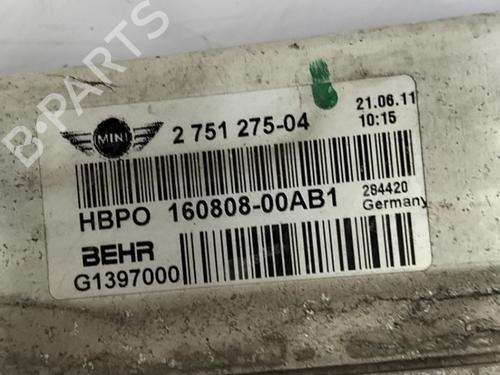 B-PARTS
MINI
2 751 275-04
21.06.11
10:15
HBPO 160808-00AB1
284420
Germany
BEHR
G1397000